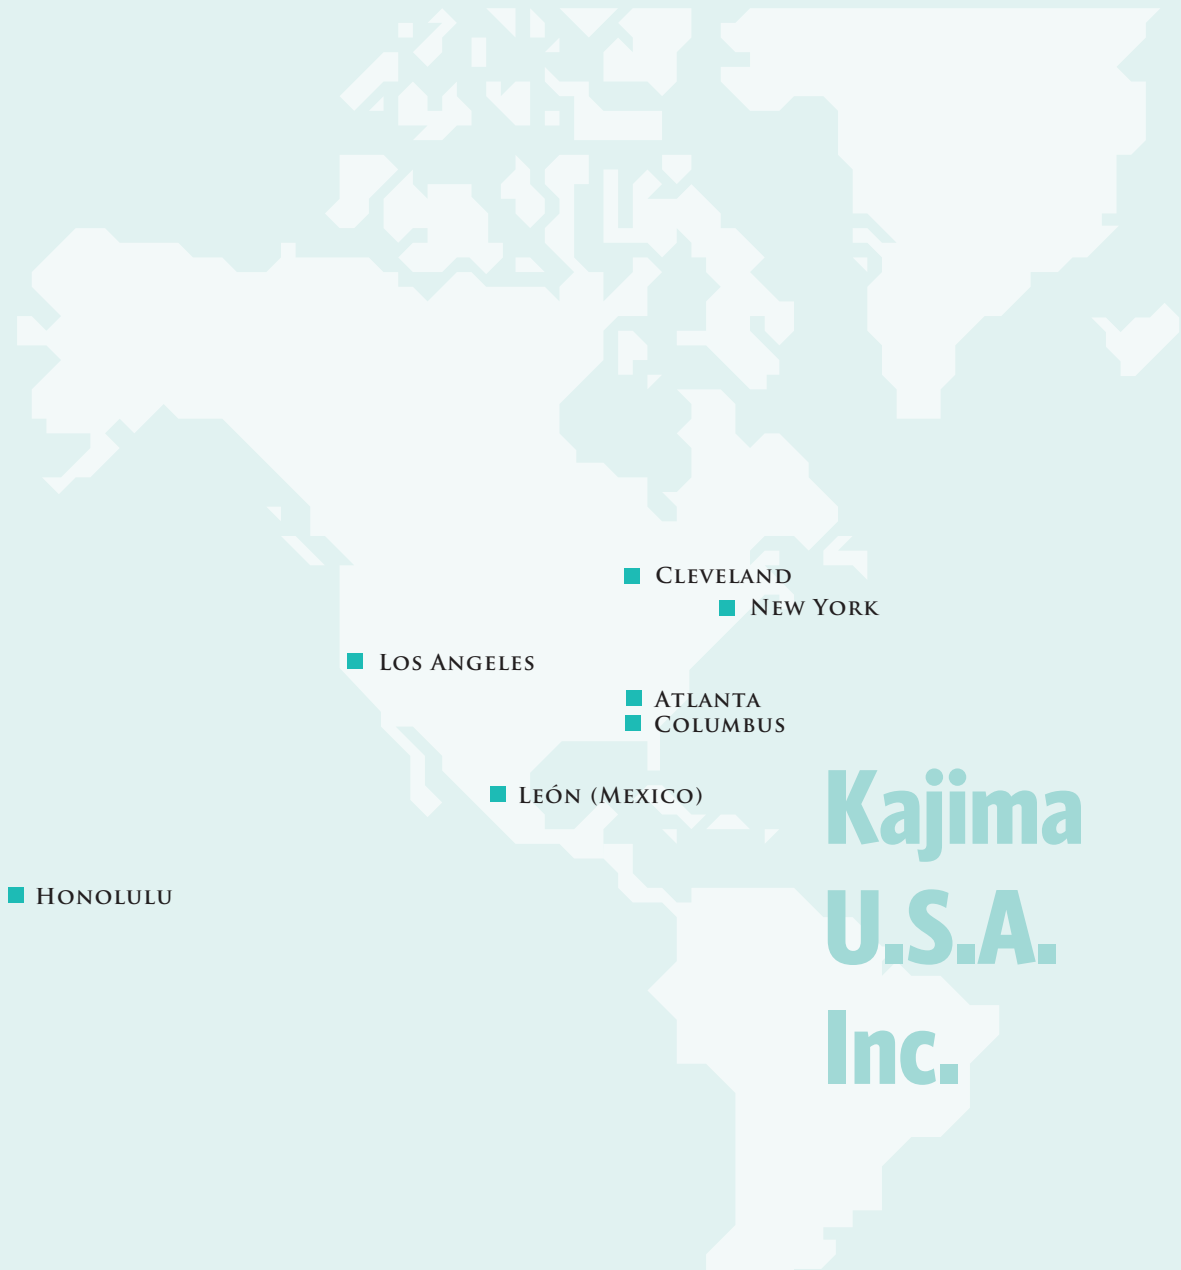 Cleveland
New York
Los Angeles
Atlanta
Columbus
León (Mexico)
Kajima
U.S.A.
Inc.
Honolulu